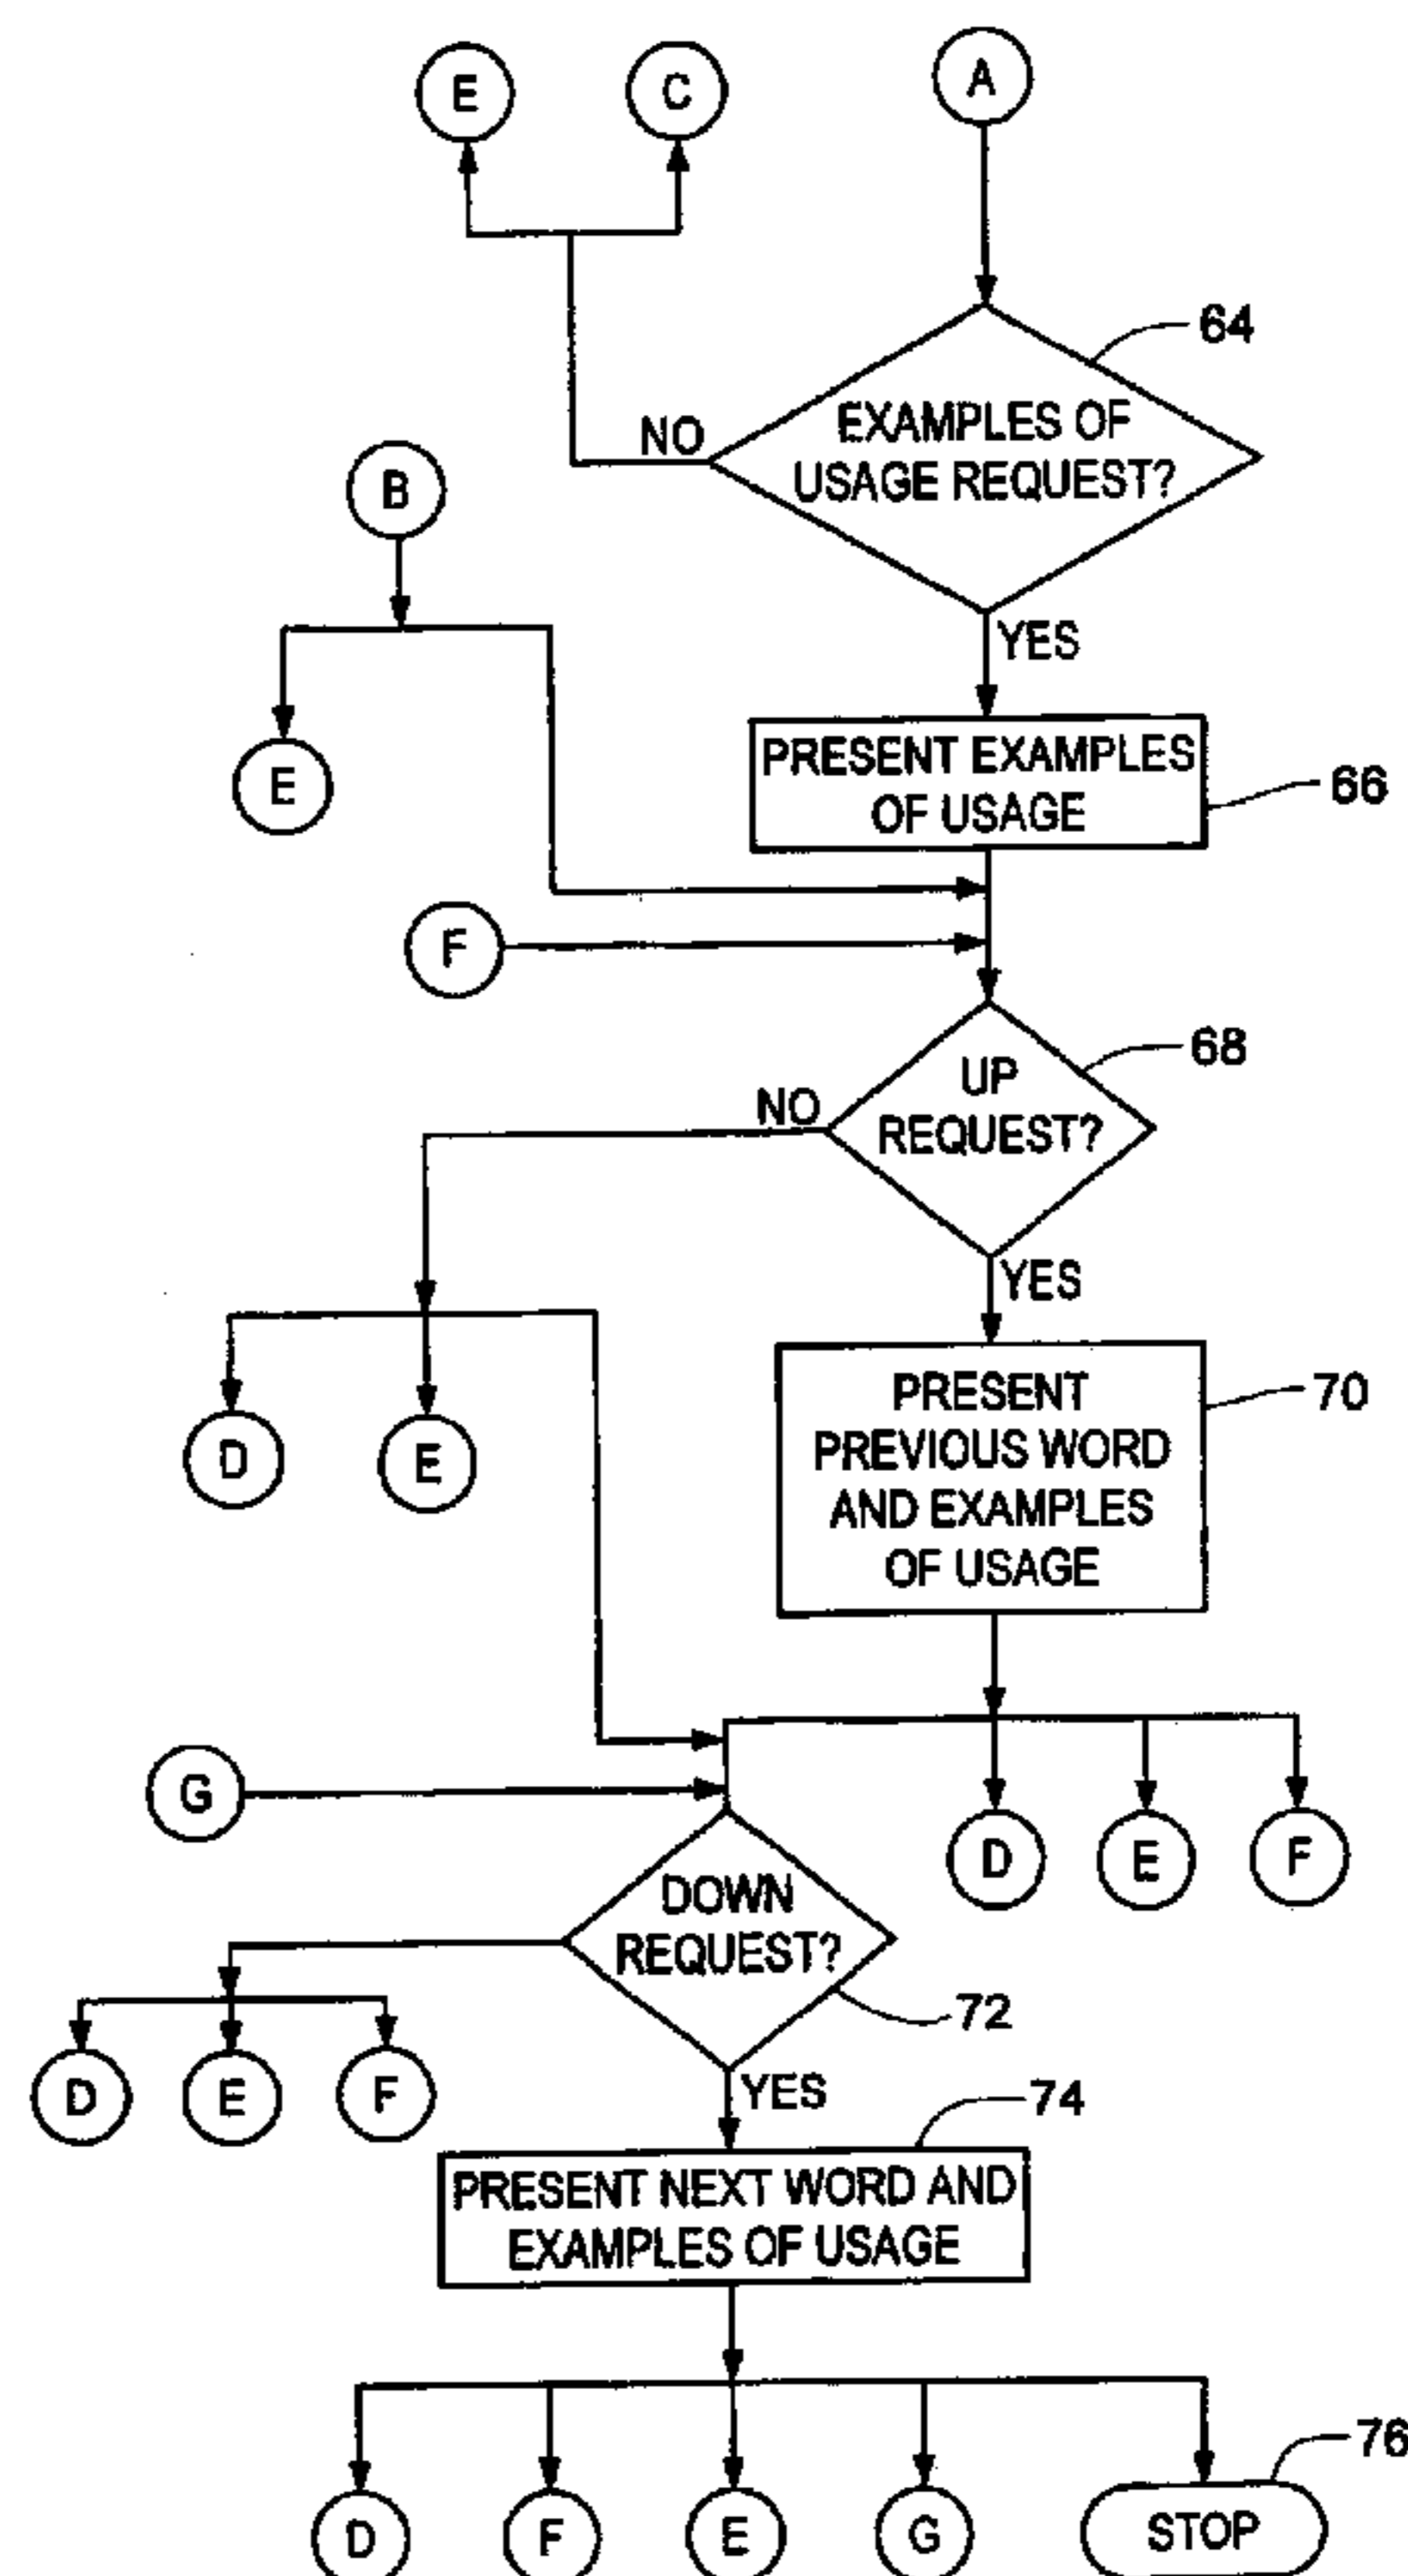 E
C
A
64
EXAMPLES OF
USAGE REQUEST?
NO
B
YES
PRESENT EXAMPLES
OF USAGE
66
E
F
68
UP
REQUEST?
NO
YES
PRESENT
PREVIOUS WORD
AND EXAMPLES
OF USAGE
70
D
E
G
D
E
F
DOWN
REQUEST?
72
D
E
F
YES
74
PRESENT NEXT WORD AND
EXAMPLES OF USAGE
76
D
F
E
G
STOP